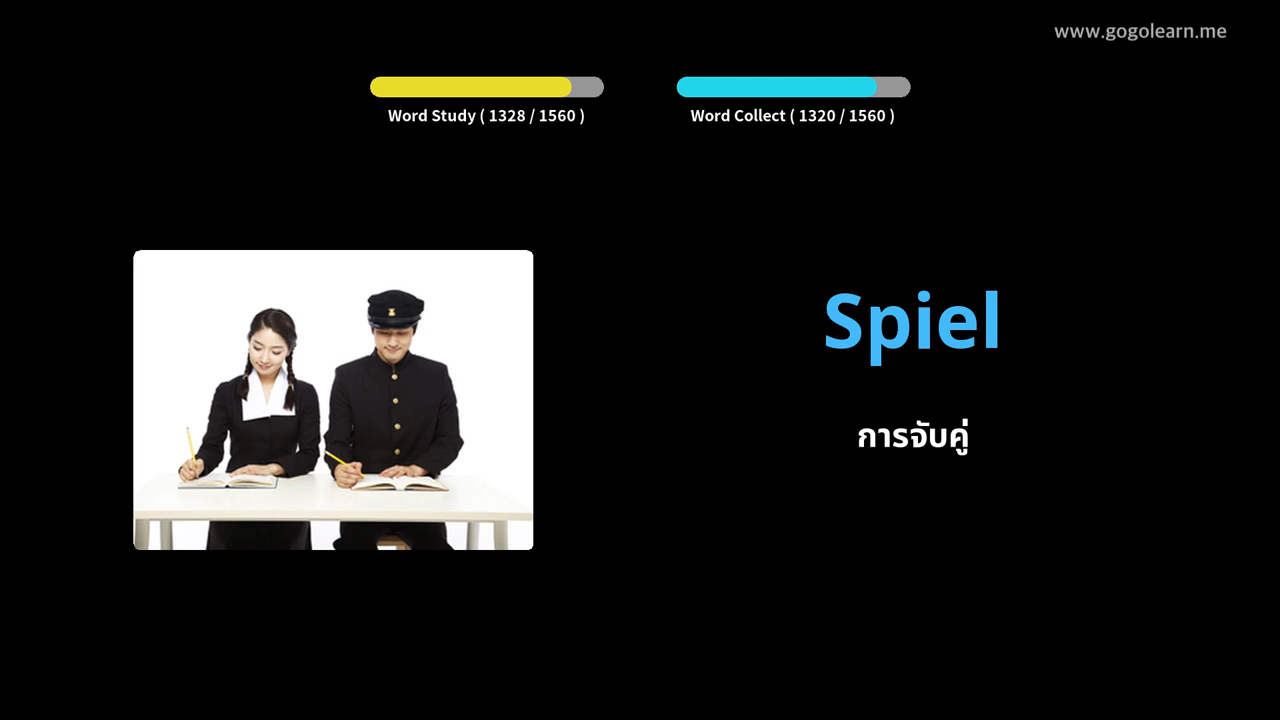 www.gogolearn.me
Word Study ( 1328 / 1560 )
Word Collect ( 1320 / 1560 )
Spiel
การจับคู่